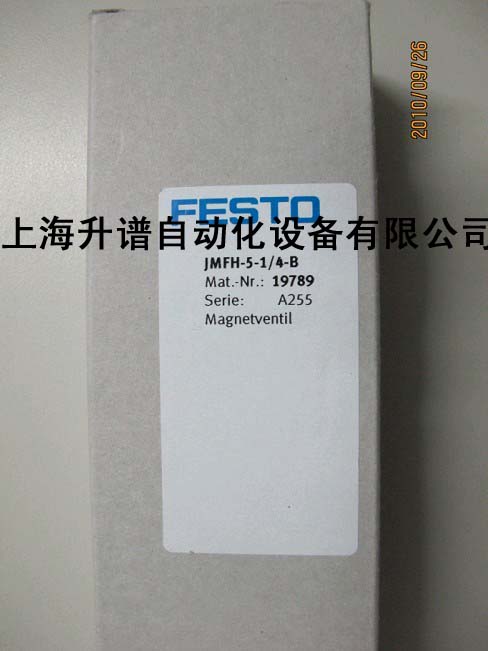 2010/09/26
FESTO
上海升谱自动化设备有限公司
JMFH-5-1/4-B
Mat.-Nr.: 19789
Serie: A255
Magnetventil